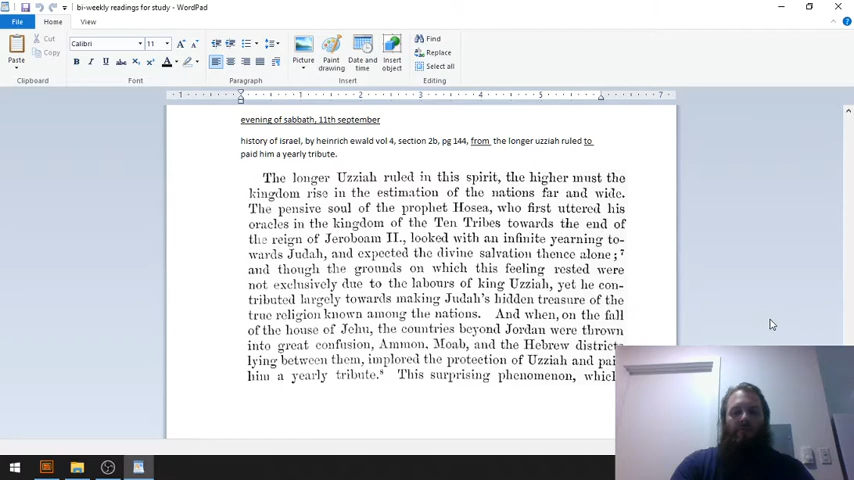 bi-weekly readings for study - WordPad
File Home View
Cut
Copy
Paste
Clipboard
Calibri 11
Font
Paragraph
Picture
Paint drawing
Date and time
Insert object
Insert
Find
Replace
Select all
Editing
1 1 2 3 4 5 7
evening of sabbath, 11th september
history of israel, by heinrich ewald vol 4, section 2b, pg 144, from the longer uzziah ruled to
paid him a yearly tribute.
The longer Uzziah ruled in this spirit, the higher must the
kingdom rise in the estimation of the nations far and wide.
The pensive soul of the prophet Hosea, who first uttered his
oracles in the kingdom of the Ten Tribes towards the end of
the reign of Jeroboam II., looked with an infinite yearning to-
wards Judah, and expected the divine salvation thence alone;⁷
and though the grounds on which this feeling rested were
not exclusively due to the labours of king Uzziah, yet he con-
tributed largely towards making Judah's hidden treasure of the
true religion known among the nations. And when, on the fall
of the house of Jehu, the countries beyond Jordan were thrown
into great confusion, Ammon, Moab, and the Hebrew districts
lying between them, implored the protection of Uzziah and pai
him a yearly tribute.⁸ This surprising phenomenon, which